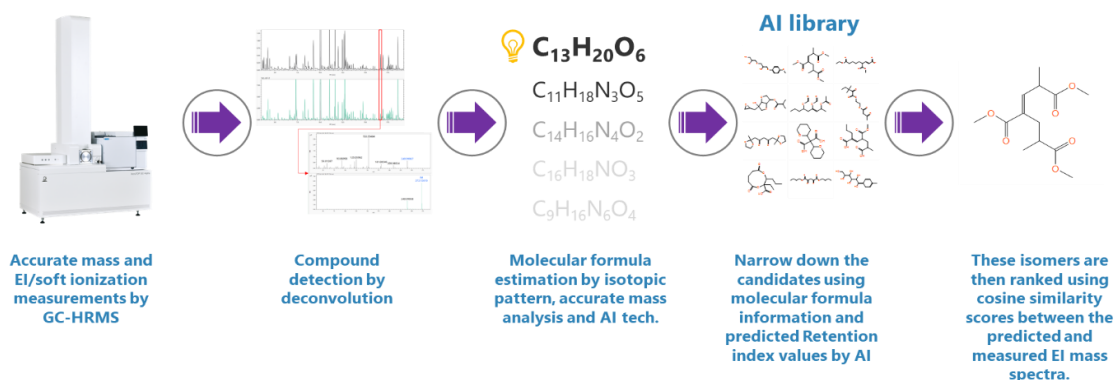 AI library
C₁₃H₂₀O₆
C₁₁H₁₈N₃O₅
C₁₄H₁₆N₄O₂
C₁₆H₁₈NO₃
C₉H₁₆N₆O₄
O
O
O
O
O
O
Accurate mass and
EI/soft ionization
measurements by
GC-HRMS
Compound
detection by
deconvolution
Molecular formula
estimation by isotopic
pattern, accurate mass
analysis and AI tech.
Narrow down the
candidates using
molecular formula
information and
predicted Retention
index values by AI
These isomers are
then ranked using
cosine similarity
scores between the
predicted and
measured EI mass
spectra.